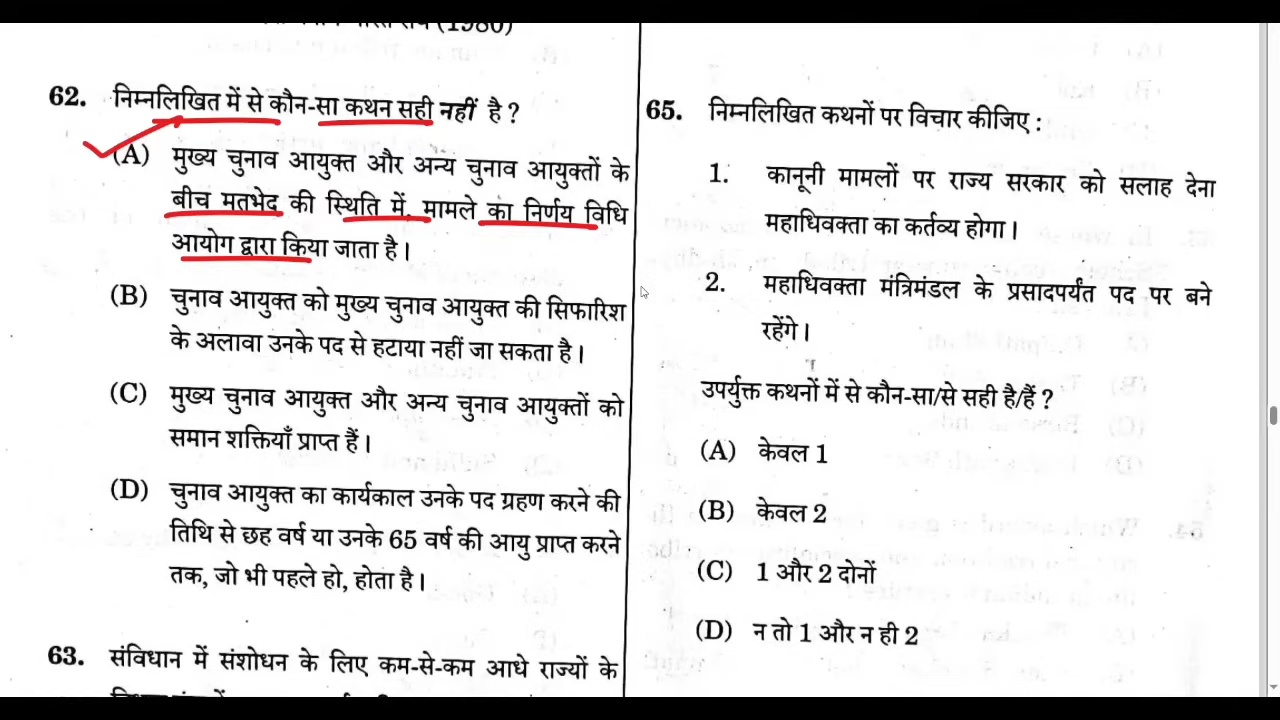 (1980)
62. निम्नलिखित में से कौन-सा कथन सही नहीं है ?
(A) मुख्य चुनाव आयुक्त और अन्य चुनाव आयुक्तों के
बीच मतभेद की स्थिति में, मामले का निर्णय विधि
आयोग द्वारा किया जाता है।
(B) चुनाव आयुक्त को मुख्य चुनाव आयुक्त की सिफारिश
के अलावा उनके पद से हटाया नहीं जा सकता है।
(C) मुख्य चुनाव आयुक्त और अन्य चुनाव आयुक्तों को
समान शक्तियाँ प्राप्त हैं।
(D) चुनाव आयुक्त का कार्यकाल उनके पद ग्रहण करने की
तिथि से छह वर्ष या उनके 65 वर्ष की आयु प्राप्त करने
तक, जो भी पहले हो, होता है।
63. संविधान में संशोधन के लिए कम-से-कम आधे राज्यों के
65. निम्नलिखित कथनों पर विचार कीजिए :
1. कानूनी मामलों पर राज्य सरकार को सलाह देना
महाधिवक्ता का कर्तव्य होगा।
2. महाधिवक्ता मंत्रिमंडल के प्रसादपर्यंत पद पर बने
रहेंगे।
उपर्युक्त कथनों में से कौन-सा/से सही है/हैं ?
(A) केवल 1
(B) केवल 2
(C) 1 और 2 दोनों
(D) न तो 1 और न ही 2